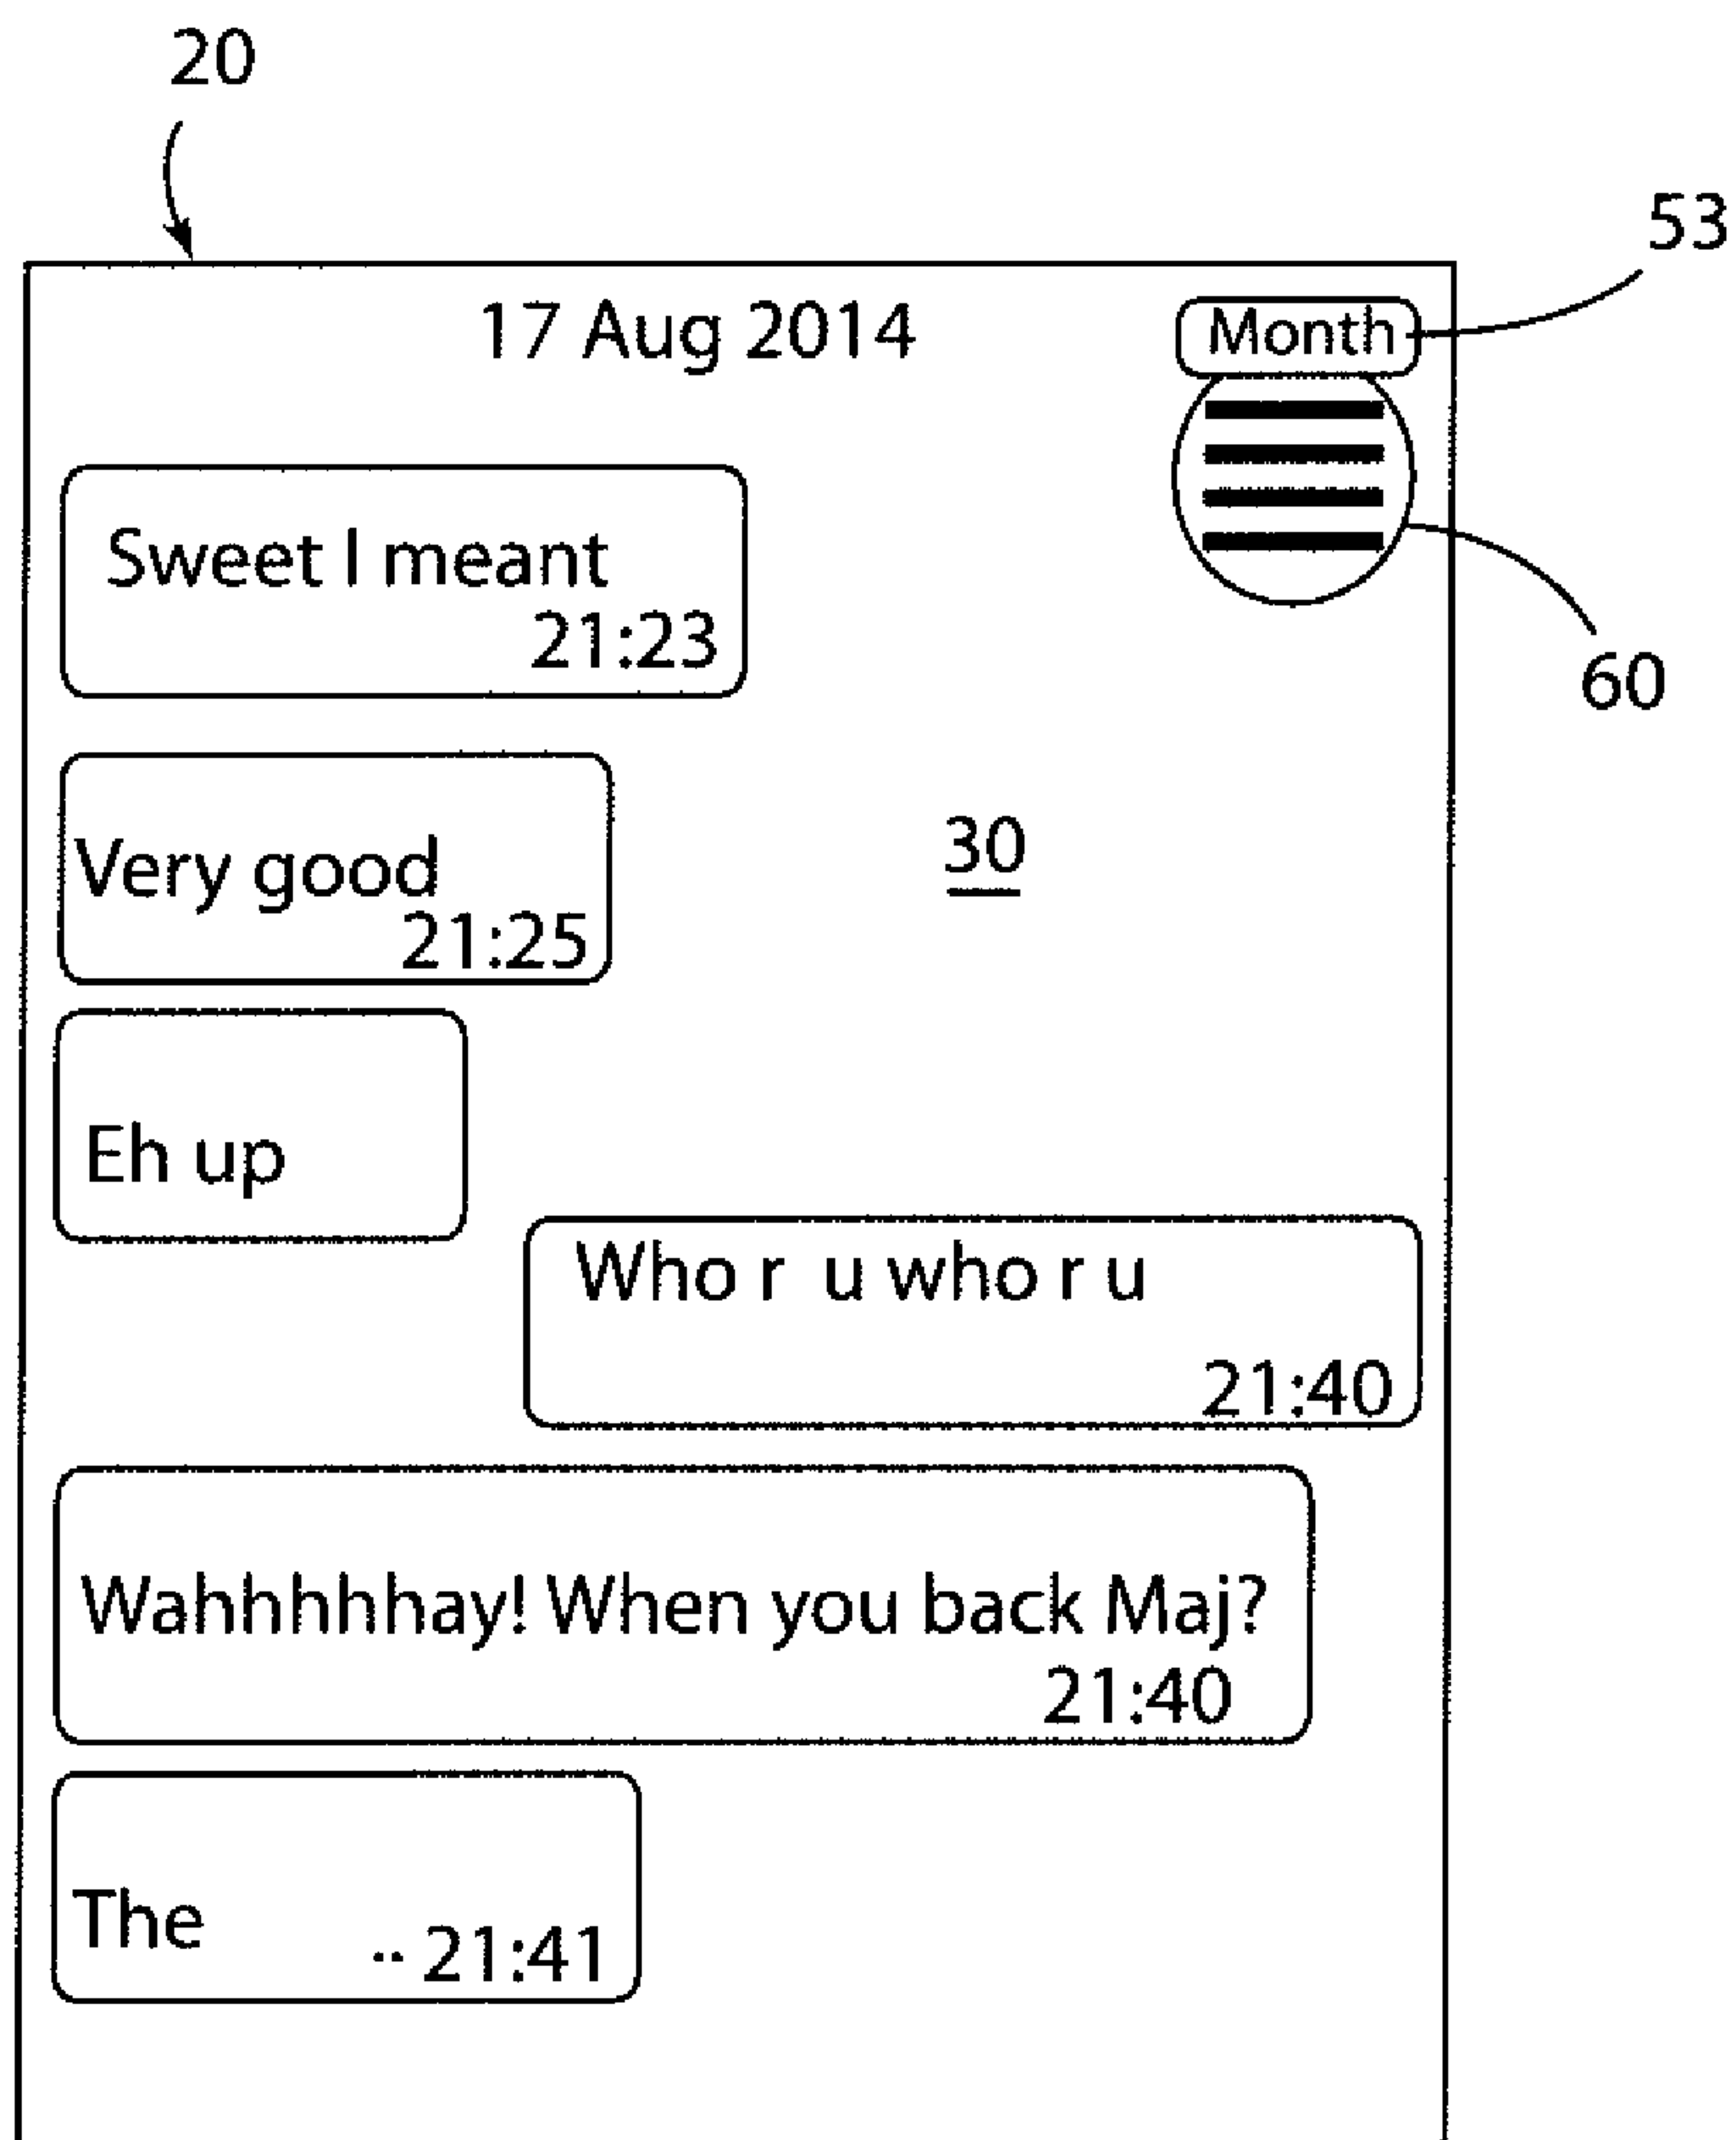 20
53
17 Aug 2014
Month
Sweet I meant
21:23
60
Very good
21:25
30
Eh up
Who r u who r u
21:40
Wahhhhhay! When you back Maj?
21:40
The
.. 21:41